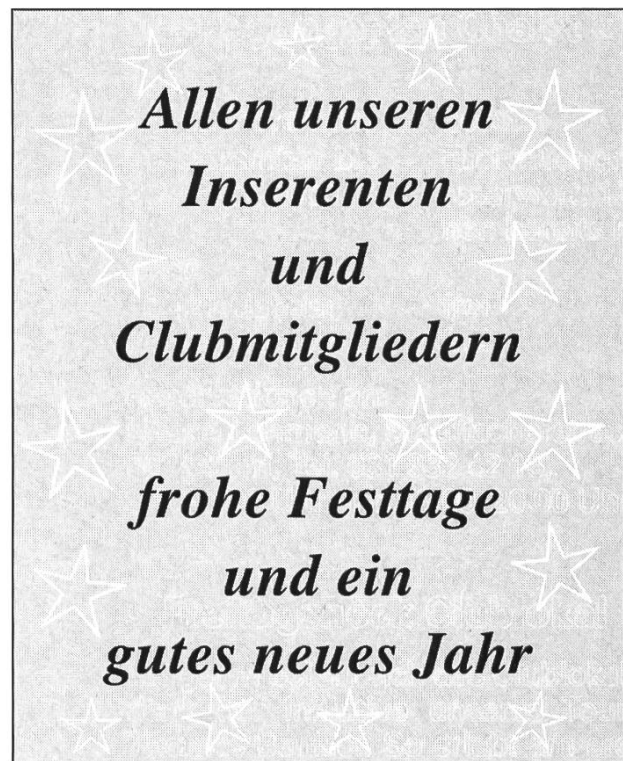 Allen unseren
Inserenten
und
Clubmitgliedern
frohe Festtage
und ein
gutes neues Jahr